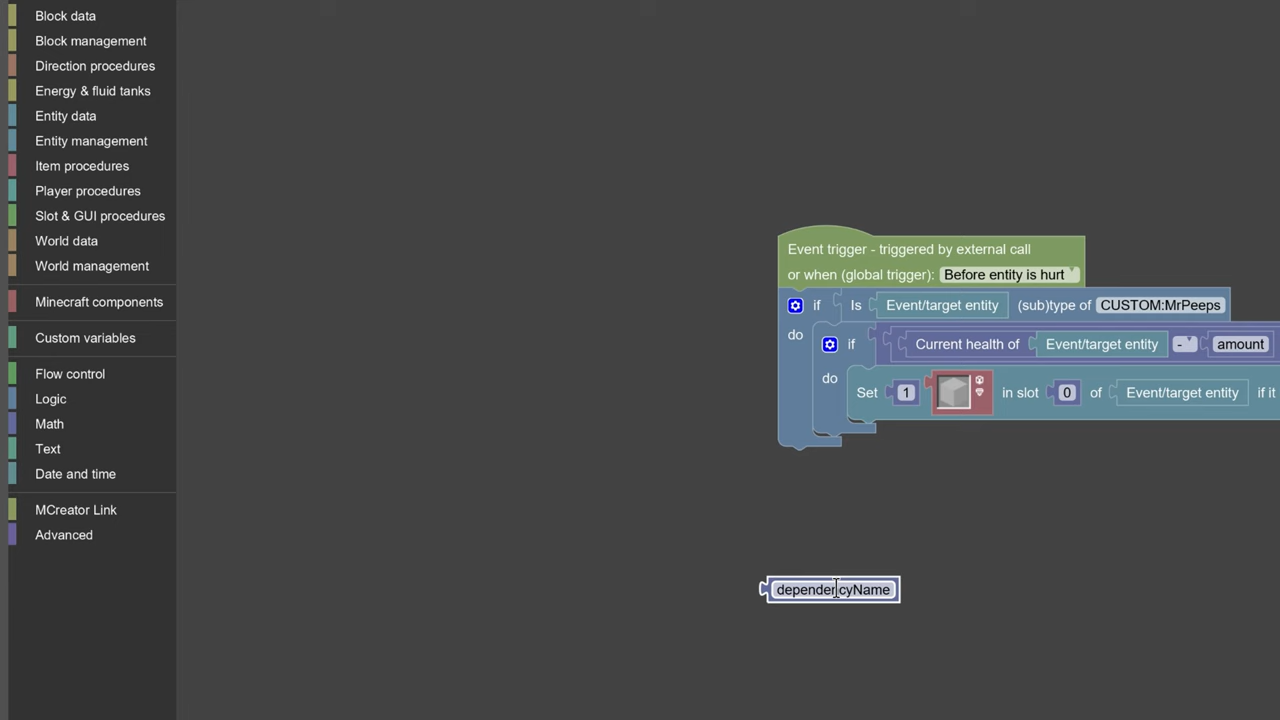 Block data
Block management
Direction procedures
Energy & fluid tanks
Entity data
Entity management
Item procedures
Player procedures
Slot & GUI procedures
World data
World management
Minecraft components
Custom variables
Flow control
Logic
Math
Text
Date and time
MCreator Link
Advanced
Event trigger - triggered by external call
or when (global trigger): Before entity is hurt
if Is Event/target entity (sub)type of CUSTOM:MrPeeps
do if Current health of Event/target entity - amount
do Set 1 in slot 0 of Event/target entity if it
dependencyName